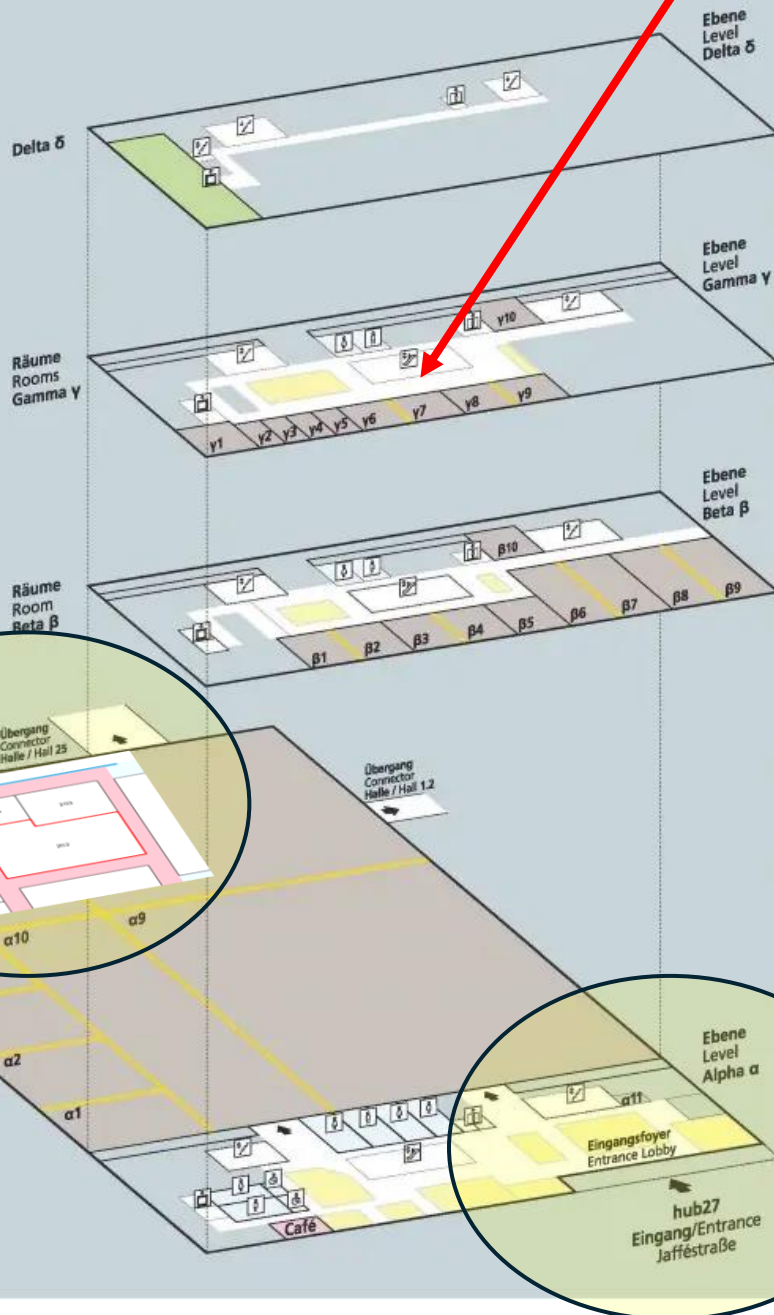 Ebene
Level
Delta δ
Delta δ
Ebene
Level
Gamma γ
γ10
Räume
Rooms
Gamma γ
γ1
γ2
γ3
γ4
γ5
γ6
γ7
γ8
γ9
Ebene
Level
Beta β
β10
Räume
Room
Beta β
β1
β2
β3
β4
β5
β6
β7
β8
β9
Übergang
Connector
Halle / Hall 25
Übergang
Connector
Halle / Hall 1.2
α10
α9
α2
α1
Ebene
Level
Alpha α
α11
Eingangsfoyer
Entrance Lobby
Café
hub27
Eingang/Entrance
Jafféstraße